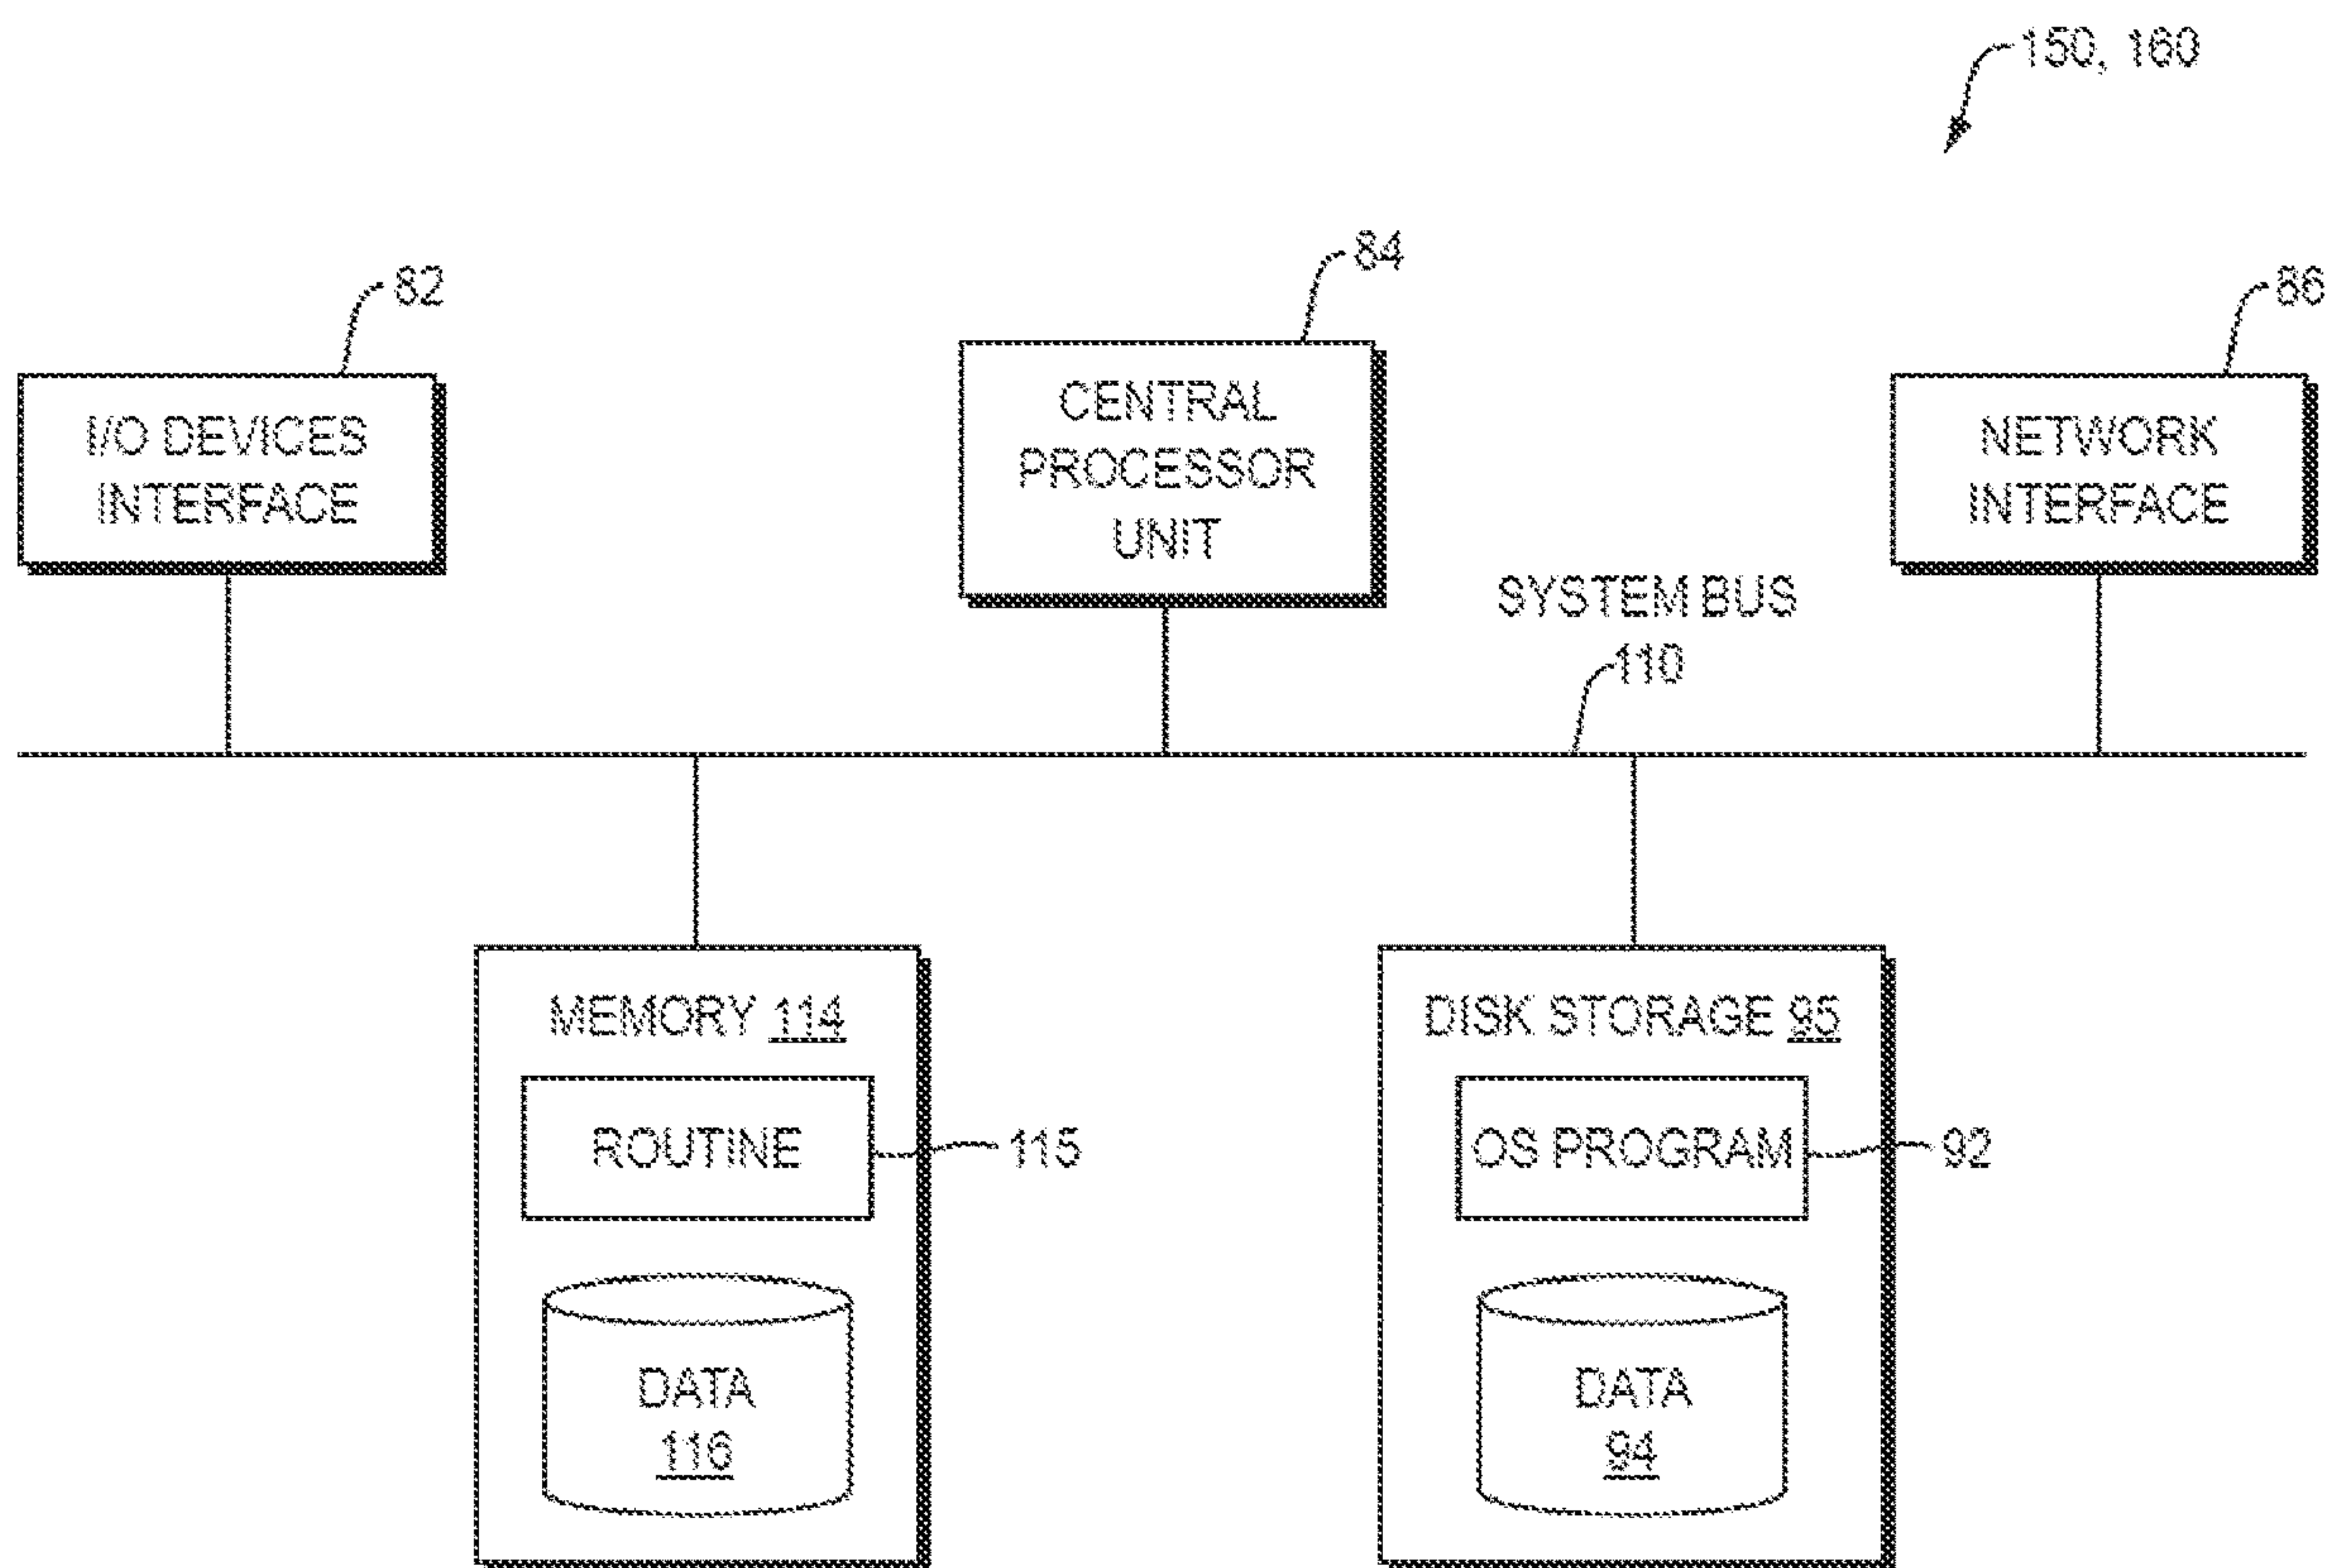 150, 160
82
84
86
I/O DEVICES
INTERFACE
CENTRAL
PROCESSOR
UNIT
NETWORK
INTERFACE
SYSTEM BUS
110
MEMORY 114
ROUTINE
115
DATA
116
DISK STORAGE 95
OS PROGRAM
92
DATA
94